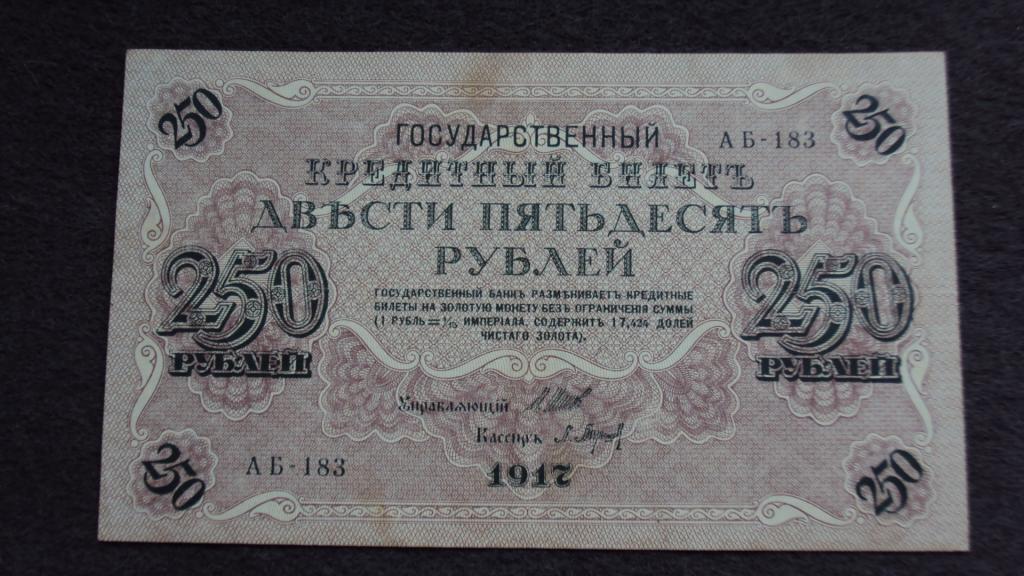 250
250
ГОСУДАРСТВЕННЫЙ
АБ-183
КРЕДИТНЫЙ БИЛЕТЪ
ДВѢСТИ ПЯТЬДЕСЯТЪ
РУБЛЕЙ
250
РУБЛЕЙ
250
РУБЛЕЙ
ГОСУДАРСТВЕННЫЙ БАНКЪ РАЗМѢНИВАЕТЪ КРЕДИТНЫЕ
БИЛЕТЫ НА ЗОЛОТУЮ МОНЕТУ БЕЗЪ ОГРАНИЧЕНІЯ СУММЫ
(1 РУБЛЬ = 1/15 ИМПЕРІАЛА, СОДЕРЖИТЪ 17,424 ДОЛЕЙ
ЧИСТАГО ЗОЛОТА).
Управляющій
Кассиръ
250
АБ-183
1917
250